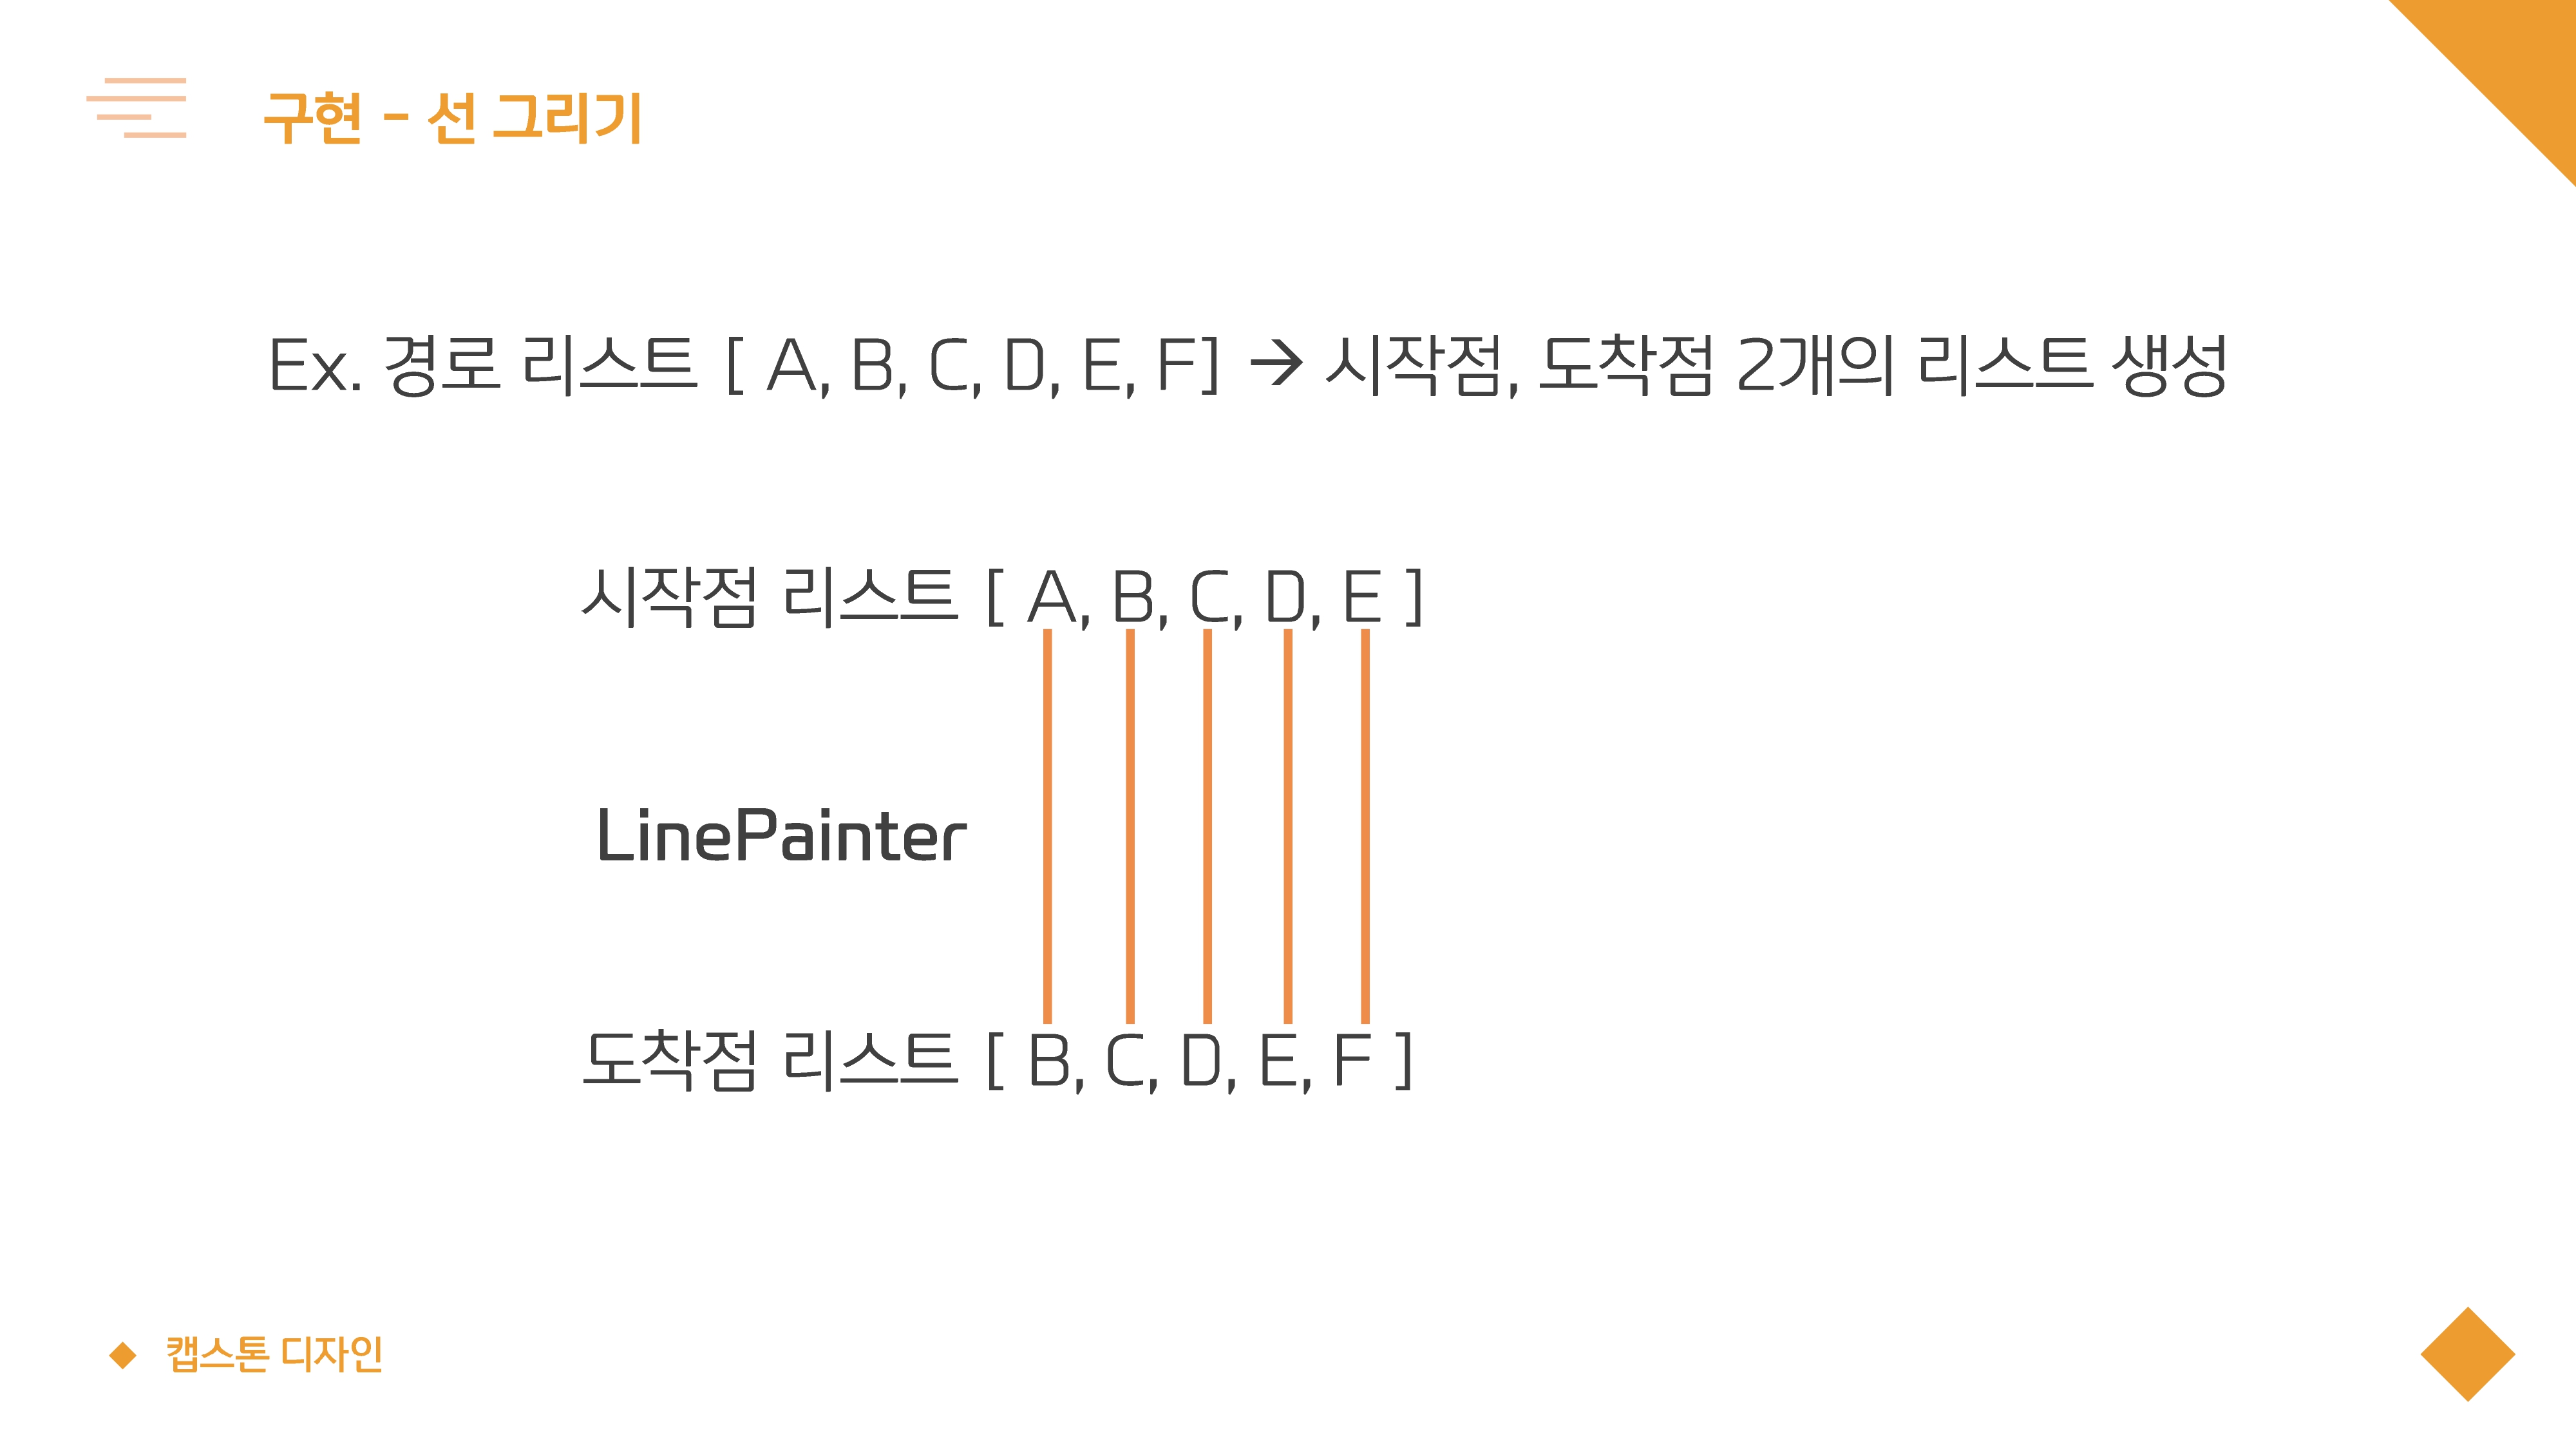 구현 - 선 그리기
Ex. 경로 리스트 [ A, B, C, D, E, F] → 시작점, 도착점 2개의 리스트 생성
시작점 리스트 [ A, B, C, D, E ]
LinePainter
도착점 리스트 [ B, C, D, E, F ]
캡스톤 디자인